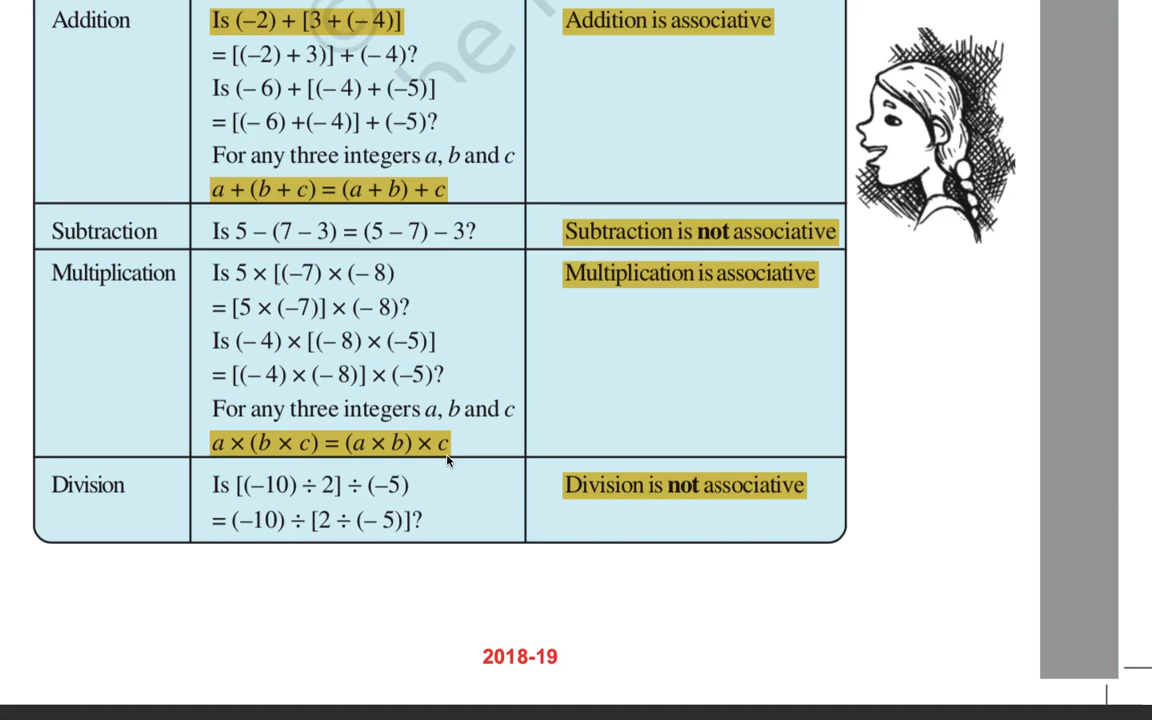 Addition
Is (–2) + [3 + (– 4)]
= [(–2) + 3)] + (– 4)?
Is (– 6) + [(– 4) + (–5)]
= [(– 6) +(– 4)] + (–5)?
For any three integers a, b and c
a + (b + c) = (a + b) + c
Addition is associative
Subtraction
Is 5 – (7 – 3) = (5 – 7) – 3?
Subtraction is not associative
Multiplication
Is 5 × [(–7) × (– 8)
= [5 × (–7)] × (– 8)?
Is (– 4) × [(– 8) × (–5)]
= [(– 4) × (– 8)] × (–5)?
For any three integers a, b and c
a × (b × c) = (a × b) × c
Multiplication is associative
Division
Is [(–10) ÷ 2] ÷ (–5)
= (–10) ÷ [2 ÷ (– 5)]?
Division is not associative
2018-19